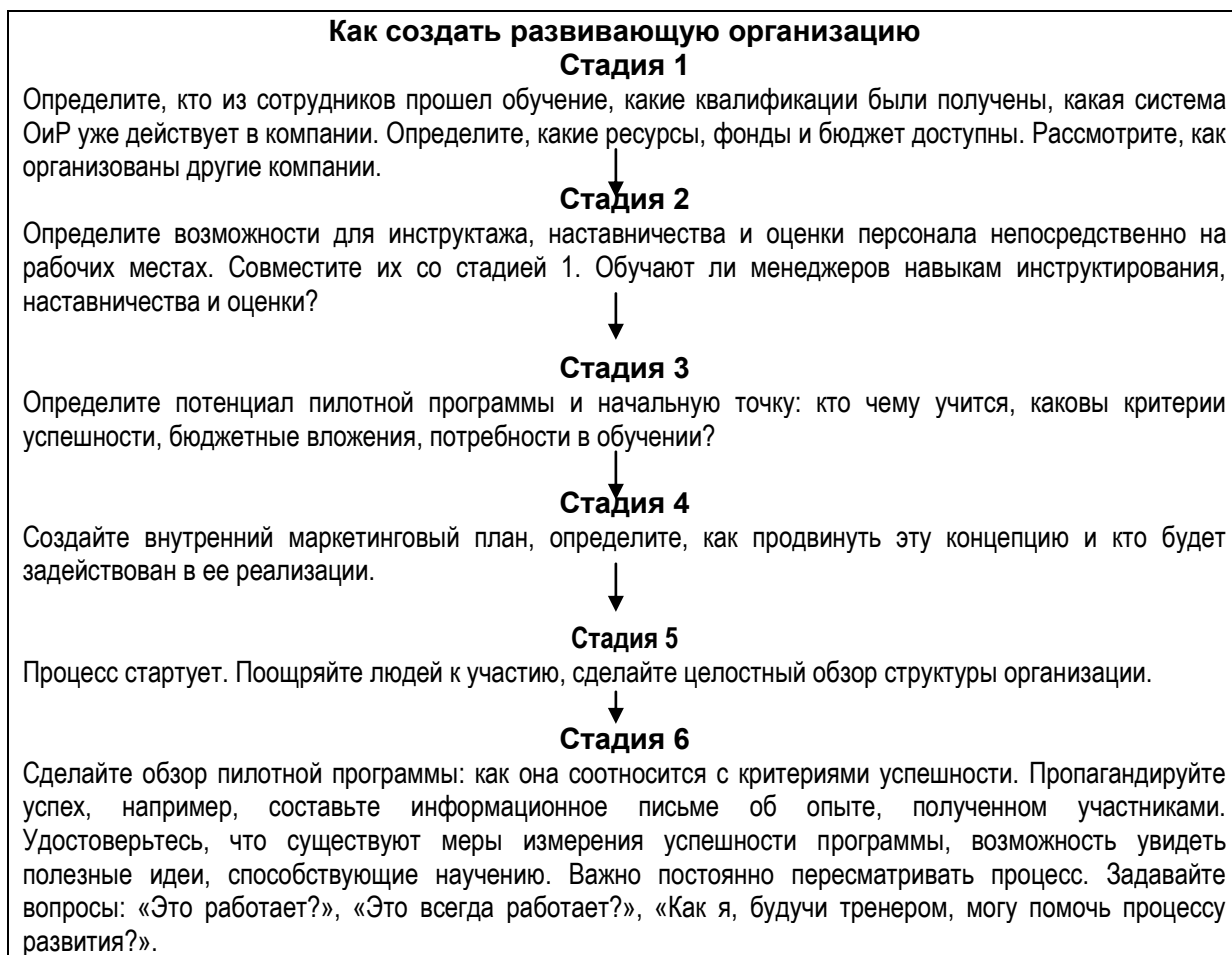 Как создать развивающую организацию
Стадия 1
Определите, кто из сотрудников прошел обучение, какие квалификации были получены, какая система
ОиР уже действует в компании. Определите, какие ресурсы, фонды и бюджет доступны. Рассмотрите, как
организованы другие компании.
Стадия 2
Определите возможности для инструктажа, наставничества и оценки персонала непосредственно на
рабочих местах. Совместите их со стадией 1. Обучают ли менеджеров навыкам инструктирования,
наставничества и оценки?
Стадия 3
Определите потенциал пилотной программы и начальную точку: кто чему учится, каковы критерии
успешности, бюджетные вложения, потребности в обучении?
Стадия 4
Создайте внутренний маркетинговый план, определите, как продвинуть эту концепцию и кто будет
задействован в ее реализации.
Стадия 5
Процесс стартует. Поощряйте людей к участию, сделайте целостный обзор структуры организации.
Стадия 6
Сделайте обзор пилотной программы: как она соотносится с критериями успешности. Пропагандируйте
успех, например, составьте информационное письмо об опыте, полученном участниками.
Удостоверьтесь, что существуют меры измерения успешности программы, возможность увидеть
полезные идеи, способствующие научению. Важно постоянно пересматривать процесс. Задавайте
вопросы: «Это работает?», «Это всегда работает?», «Как я, будучи тренером, могу помочь процессу
развития?».